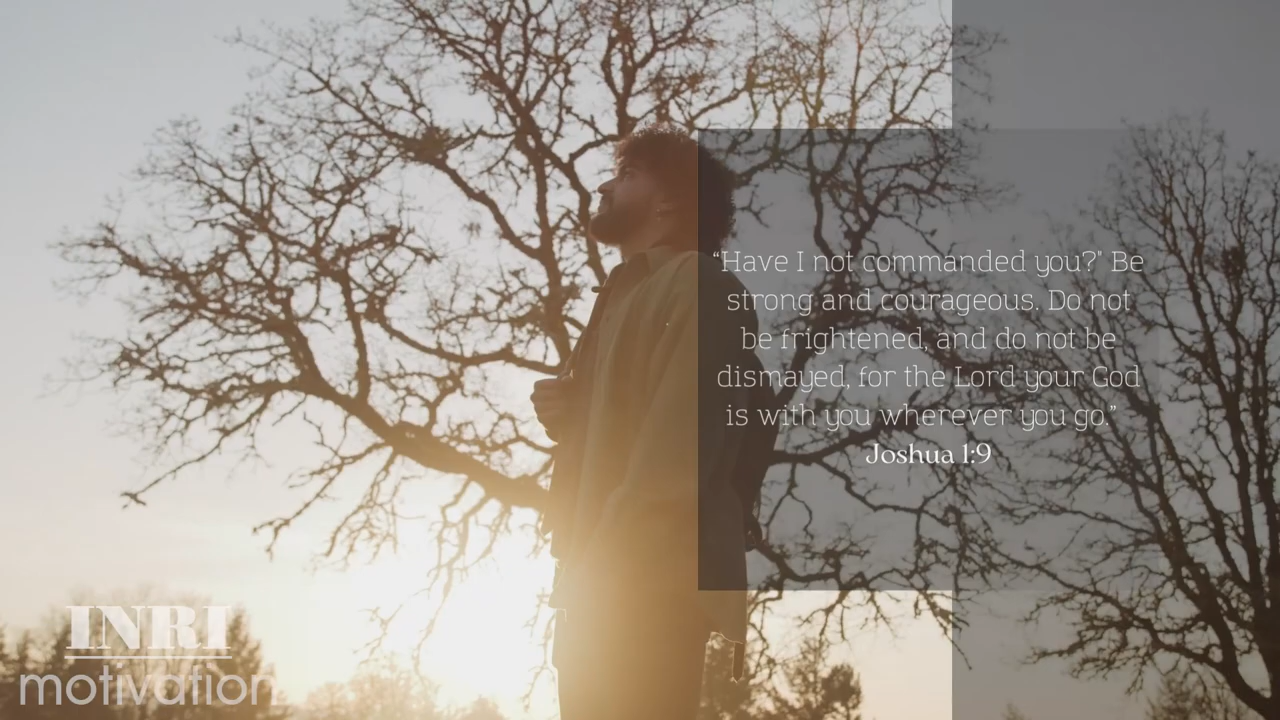 “Have I not commanded you?" Be
strong and courageous. Do not
be frightened, and do not be
dismayed, for the Lord your God
is with you wherever you go.”
Joshua 1:9
INRI
motivation